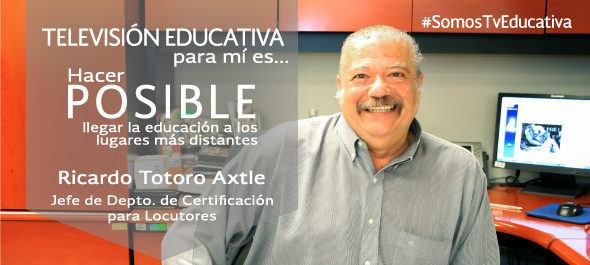 #SomosTvEducativa
TELEVISIÓN EDUCATIVA
para mí es...
Hacer
POSIBLE
llegar la educación a los
lugares más distantes
Ricardo Totoro Axtle
Jefe de Depto. de Certificación
para Locutores